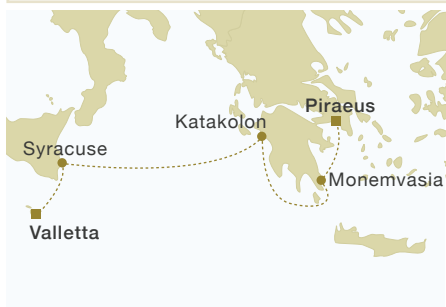 Piraeus
Katakolon
Syracuse
Monemvasia
Valletta